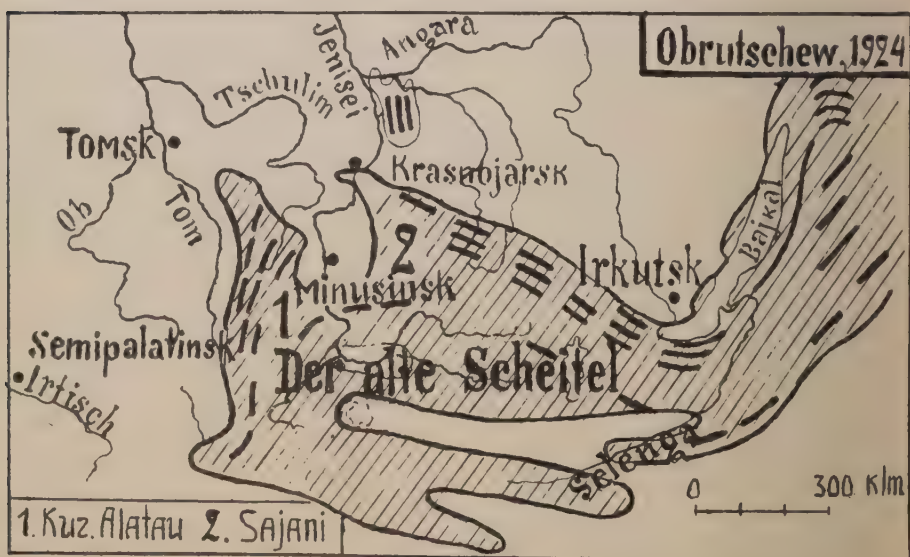 Obrutschew, 1924
Jenisei
Angara
Tschulim
Tomsk
Krasnojarsk
Ob
Tom
Bajkal
2
Irkutsk
Minusinsk
1
Semipalatinsk
Der alte Scheitel
Irtisch
Selenga
0 300 klm
1. Kuz. Alatau 2. Sajani